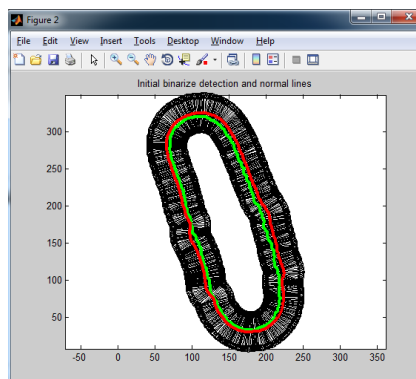 Figure 2
File Edit View Insert Tools Desktop Window Help
Initial binarize detection and normal lines
300
250
200
150
100
50
-50 0 50 100 150 200 250 300 350